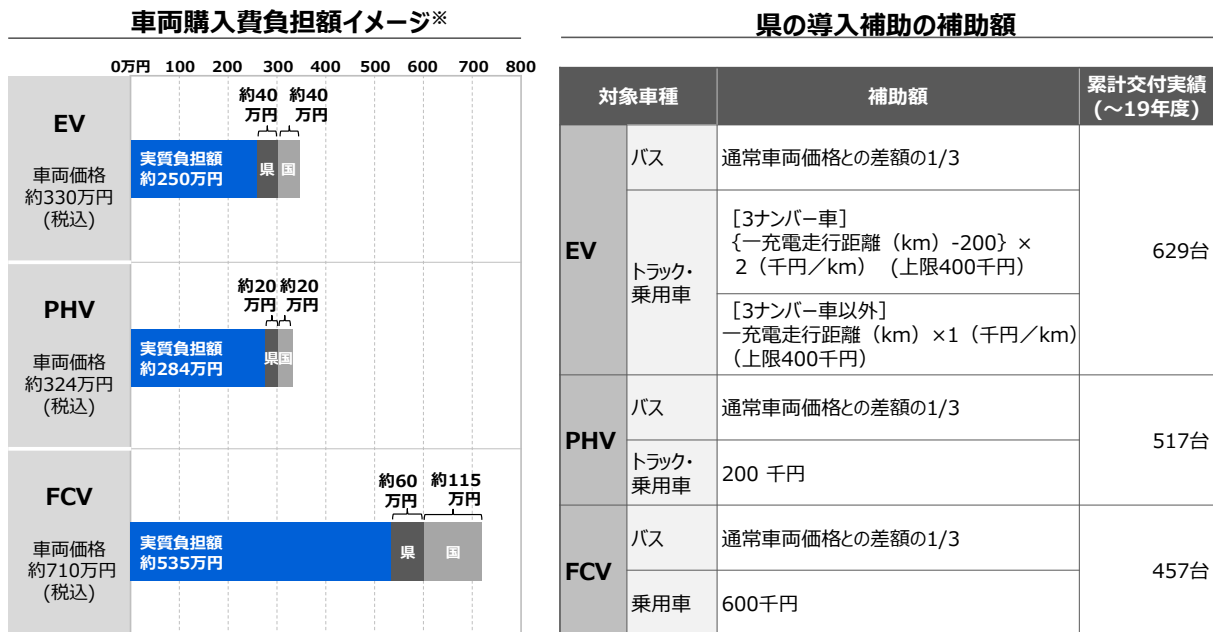 車両購入費負担額イメージ※
0万円 100 200 300 400 500 600 700 800
EV
車両価格
約330万円
(税込)
約40
万円
約40
万円
実質負担額
約250万円
県
国
PHV
車両価格
約324万円
(税込)
約20
万円
約20
万円
実質負担額
約284万円
県
国
FCV
車両価格
約710万円
(税込)
約60
万円
約115
万円
実質負担額
約535万円
県
国
県の導入補助の補助額
対象車種
補助額
累計交付実績
(～19年度)
EV
バス
通常車両価格との差額の1/3
629台
トラック・
乗用車
［3ナンバー車］
{一充電走行距離（km）-200}×
2（千円／km） (上限400千円）
［3ナンバー車以外］
一充電走行距離（km）×1（千円／km）
（上限400千円）
PHV
バス
通常車両価格との差額の1/3
517台
トラック・
乗用車
200 千円
FCV
バス
通常車両価格との差額の1/3
457台
乗用車
600千円